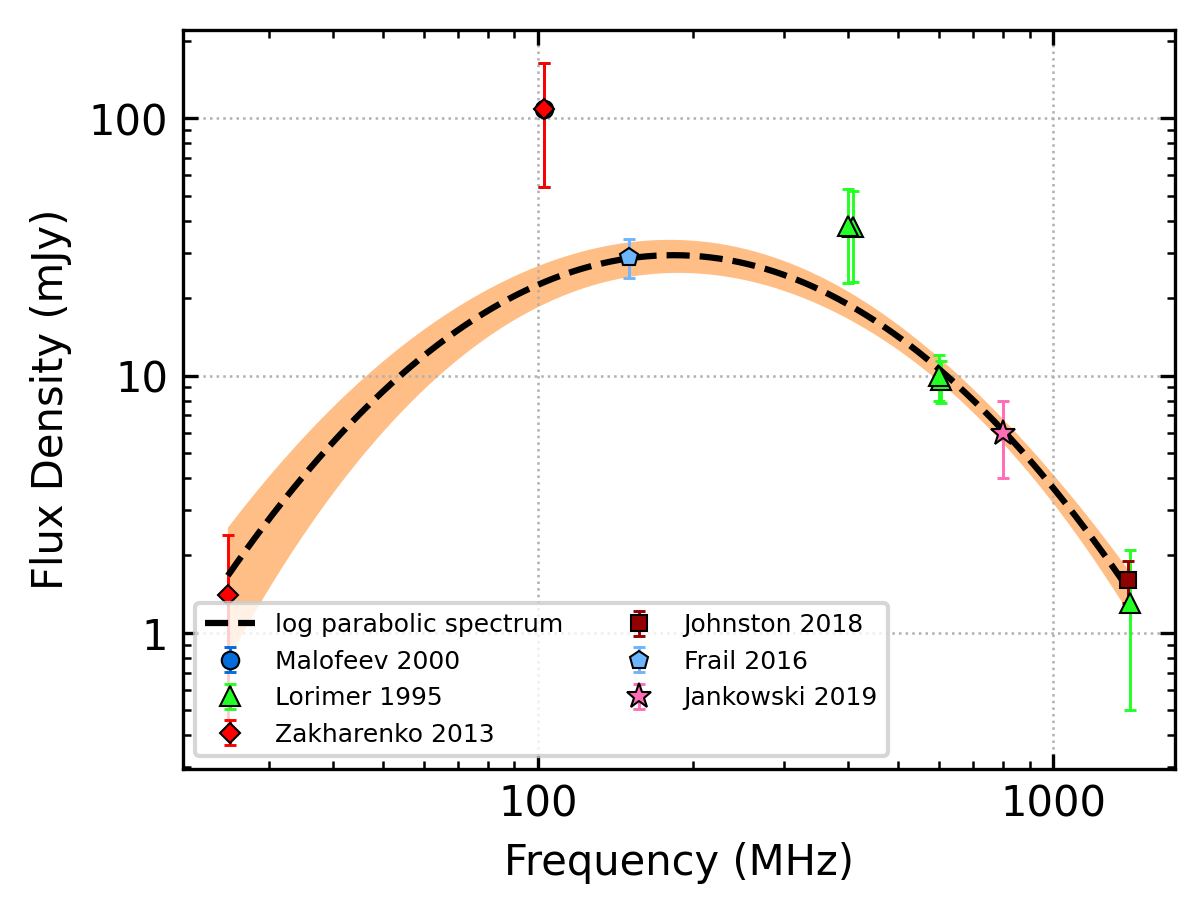 100
10
1
Flux Density (mJy)
log parabolic spectrum
Malofeev 2000
Lorimer 1995
Zakharenko 2013
Johnston 2018
Frail 2016
Jankowski 2019
100
1000
Frequency (MHz)